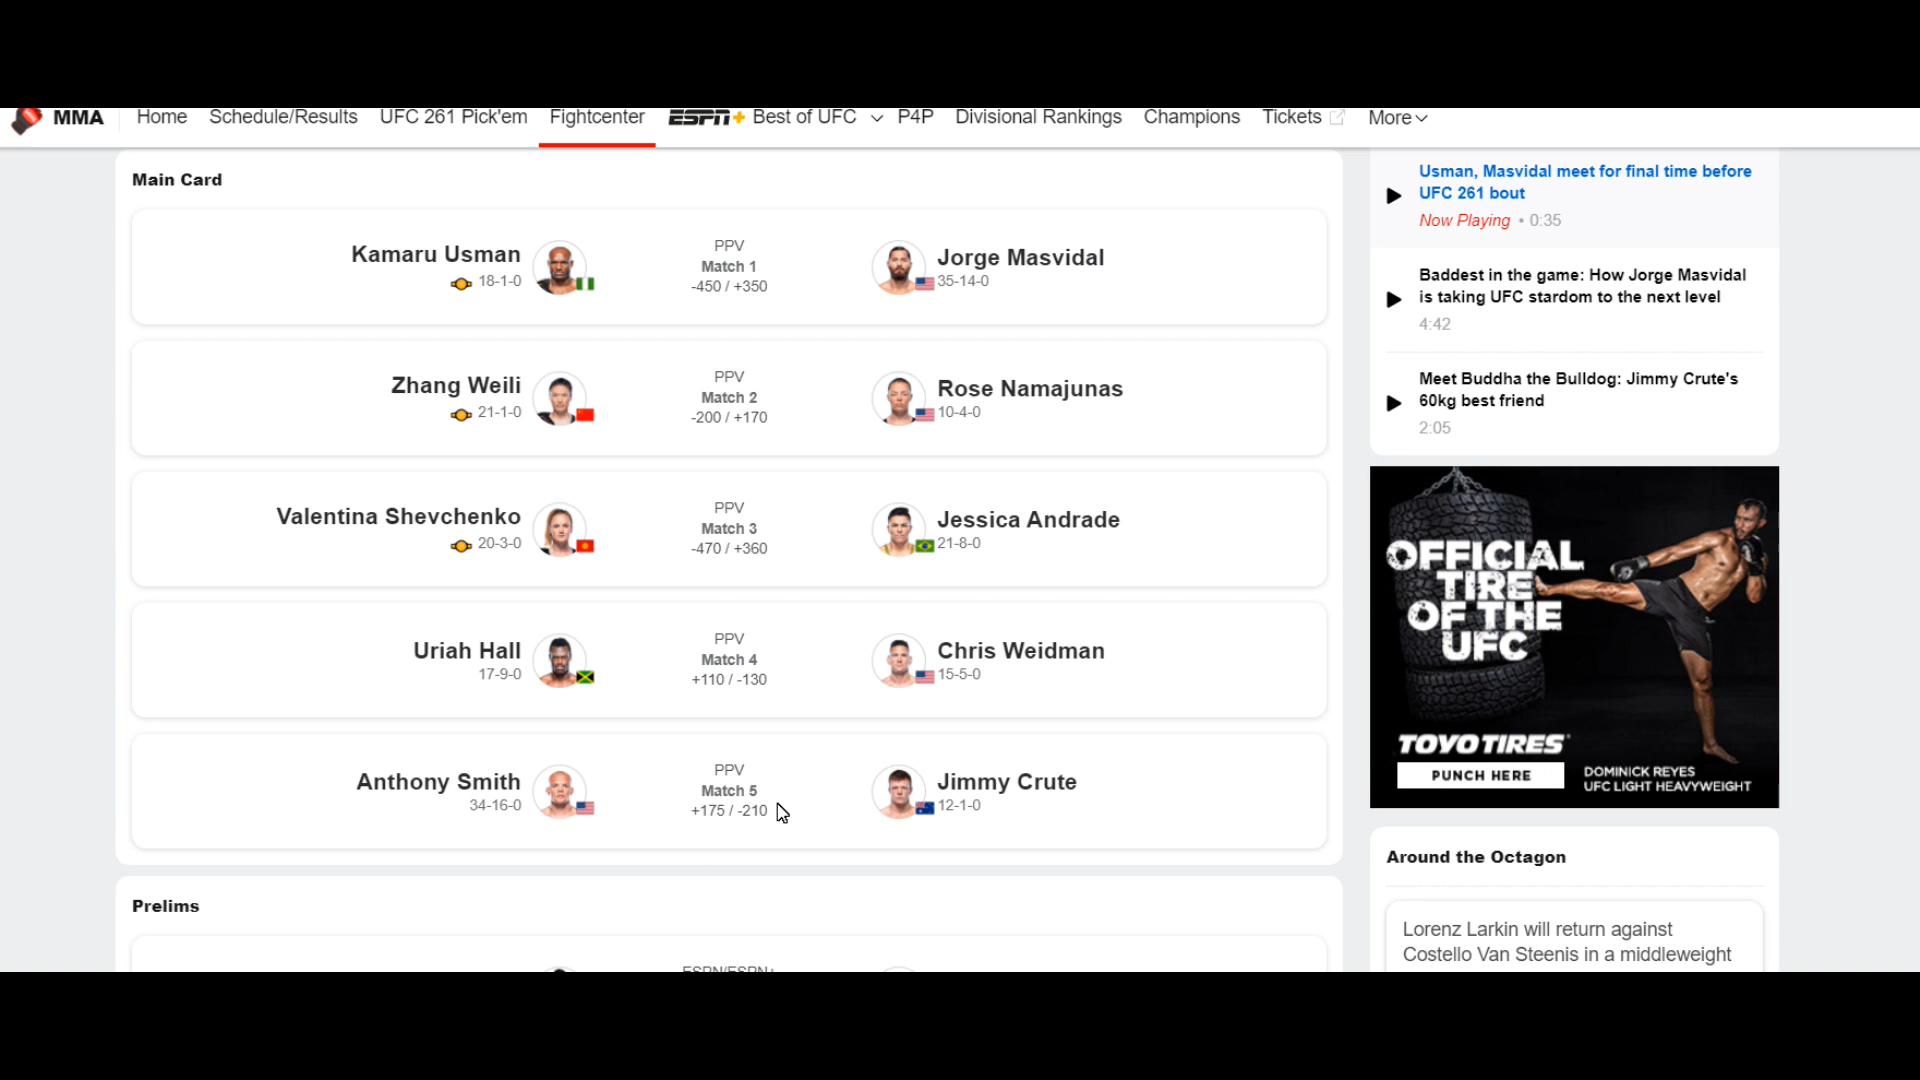 MMA Home Schedule/Results UFC 261 Pick'em Fightcenter ESPN+ Best of UFC P4P Divisional Rankings Champions Tickets More
Main Card
Kamaru Usman
18-1-0
PPV
Match 1
-450 / +350
Jorge Masvidal
35-14-0
Zhang Weili
21-1-0
PPV
Match 2
-200 / +170
Rose Namajunas
10-4-0
Valentina Shevchenko
20-3-0
PPV
Match 3
-470 / +360
Jessica Andrade
21-8-0
Uriah Hall
17-9-0
PPV
Match 4
+110 / -130
Chris Weidman
15-5-0
Anthony Smith
34-16-0
PPV
Match 5
+175 / -210
Jimmy Crute
12-1-0
Prelims
ESPN/ESPN+
Usman, Masvidal meet for final time before
UFC 261 bout
Now Playing • 0:35
Baddest in the game: How Jorge Masvidal
is taking UFC stardom to the next level
4:42
Meet Buddha the Bulldog: Jimmy Crute's
60kg best friend
2:05
OFFICIAL
TIRE
OF THE
UFC
TOYO TIRES
PUNCH HERE
DOMINICK REYES
UFC LIGHT HEAVYWEIGHT
Around the Octagon
Lorenz Larkin will return against
Costello Van Steenis in a middleweight